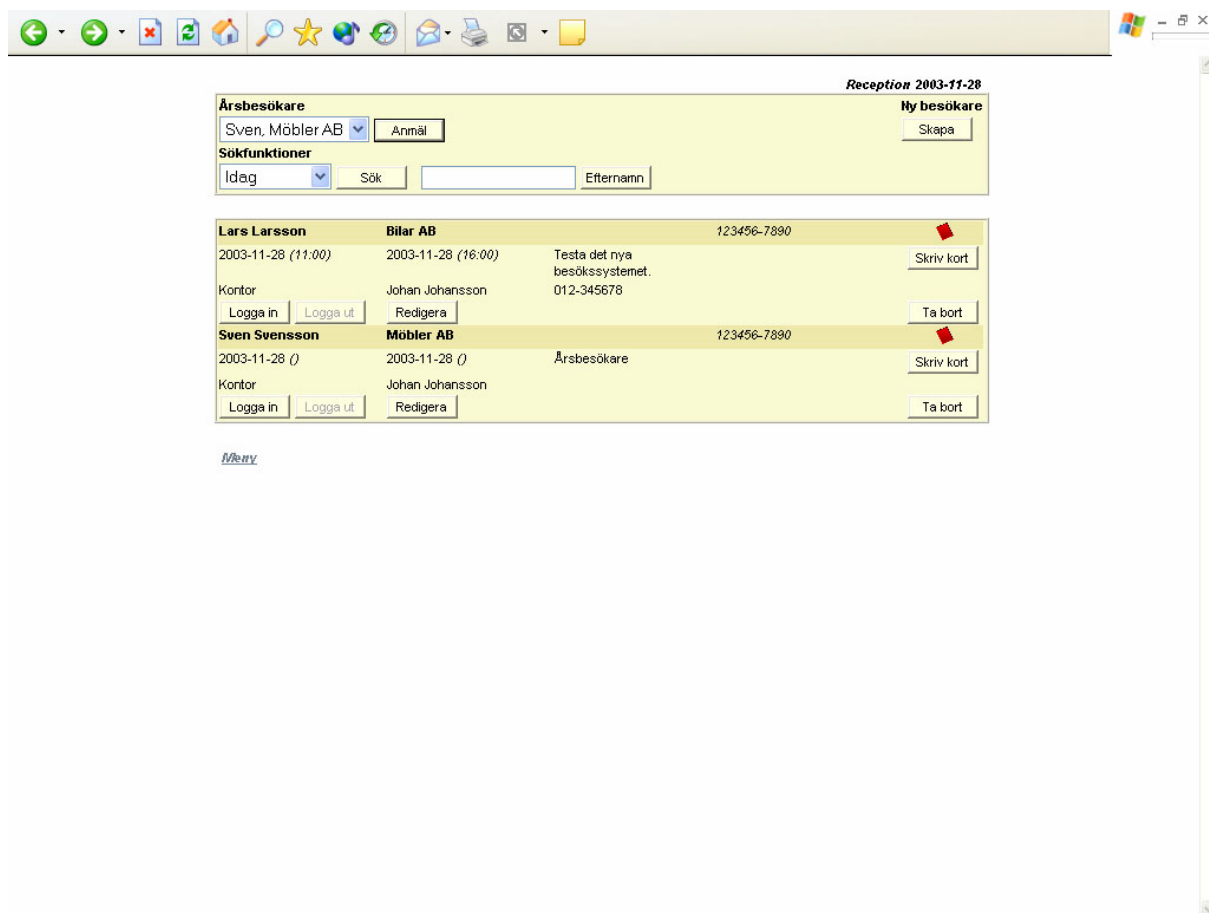 Reception 2003-11-28
Årsbesökare Ny besökare
Sven, Möbler AB Anmäl Skapa
Sökfunktioner
Idag Sök Efternamn
Lars Larsson Bilar AB 123456-7890
2003-11-28 (11:00) 2003-11-28 (16:00) Testa det nya Skriv kort
besökssystemet.
Kontor Johan Johansson 012-345678
Logga in Logga ut Redigera Ta bort
Sven Svensson Möbler AB 123456-7890
2003-11-28 () 2003-11-28 () Årsbesökare Skriv kort
Kontor Johan Johansson
Logga in Logga ut Redigera Ta bort
Meny